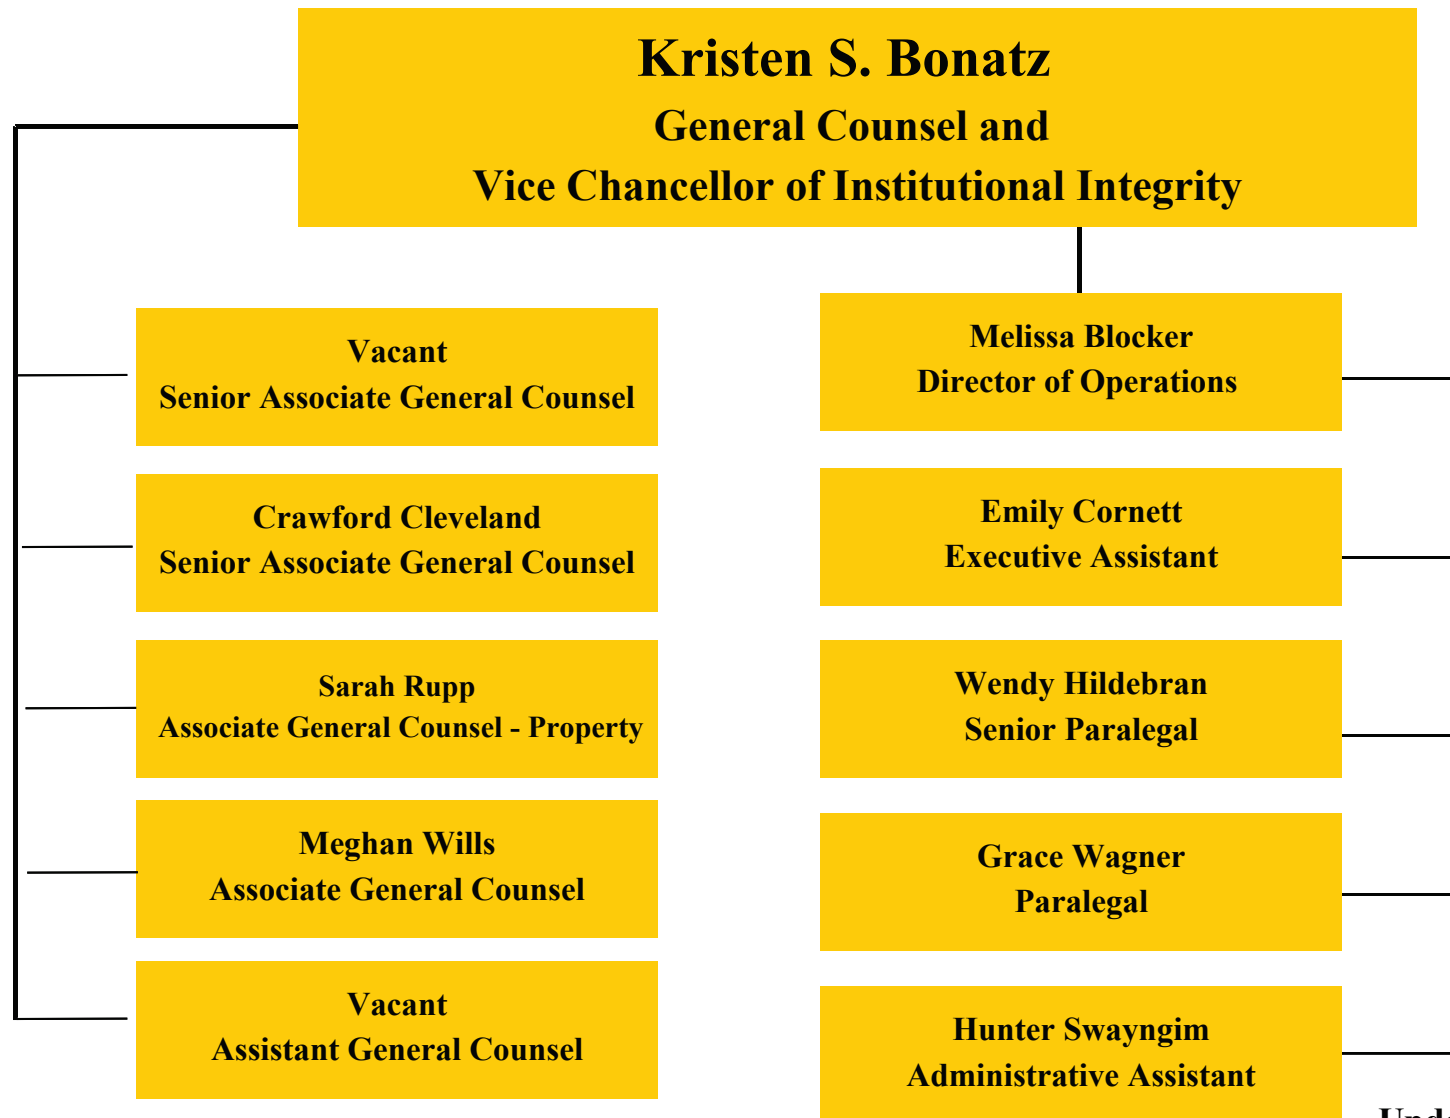 Kristen S. Bonatz
General Counsel and
Vice Chancellor of Institutional Integrity
Vacant
Senior Associate General Counsel
Crawford Cleveland
Senior Associate General Counsel
Sarah Rupp
Associate General Counsel - Property
Meghan Wills
Associate General Counsel
Vacant
Assistant General Counsel
Melissa Blocker
Director of Operations
Emily Cornett
Executive Assistant
Wendy Hildebran
Senior Paralegal
Grace Wagner
Paralegal
Hunter Swayngim
Administrative Assistant